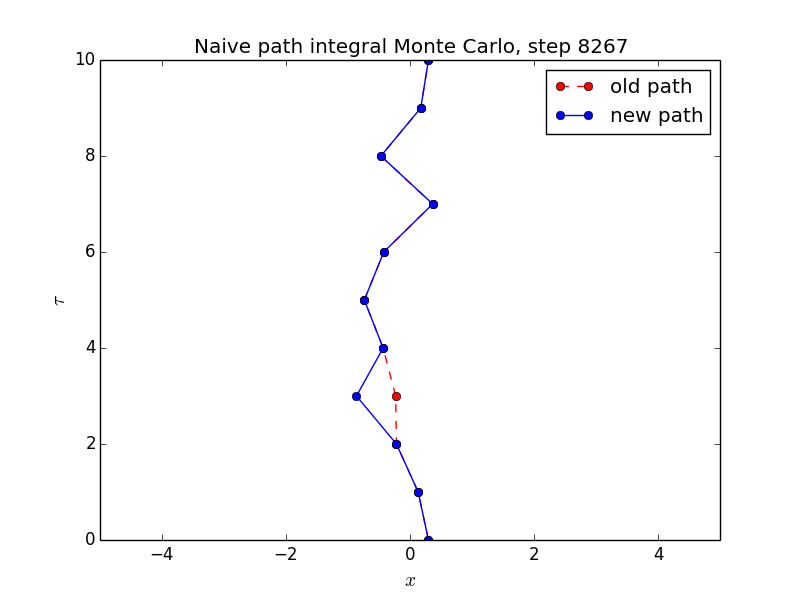 Naive path integral Monte Carlo, step 8267
10
8
6
4
2
0
τ
old path
new path
−4 −2 0 2 4
x